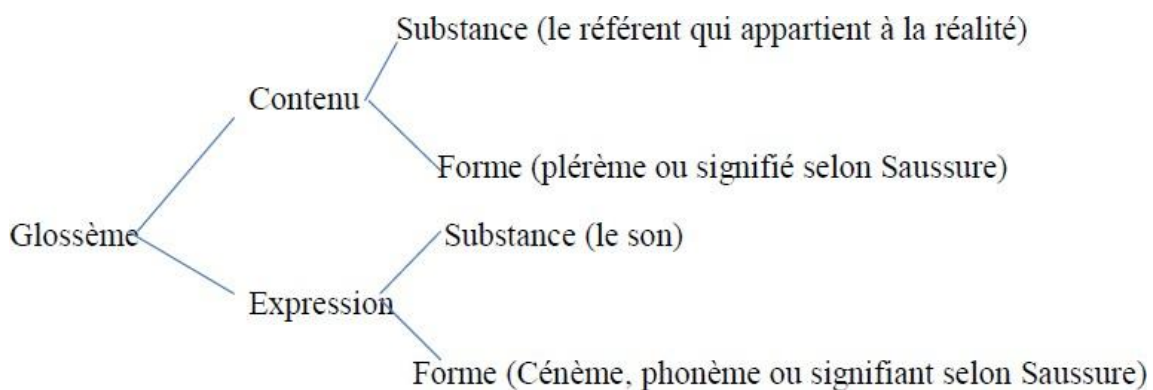 Substance (le référent qui appartient à la réalité)
Contenu
Forme (plérème ou signifié selon Saussure)
Glossème
Substance (le son)
Expression
Forme (Cénème, phonème ou signifiant selon Saussure)